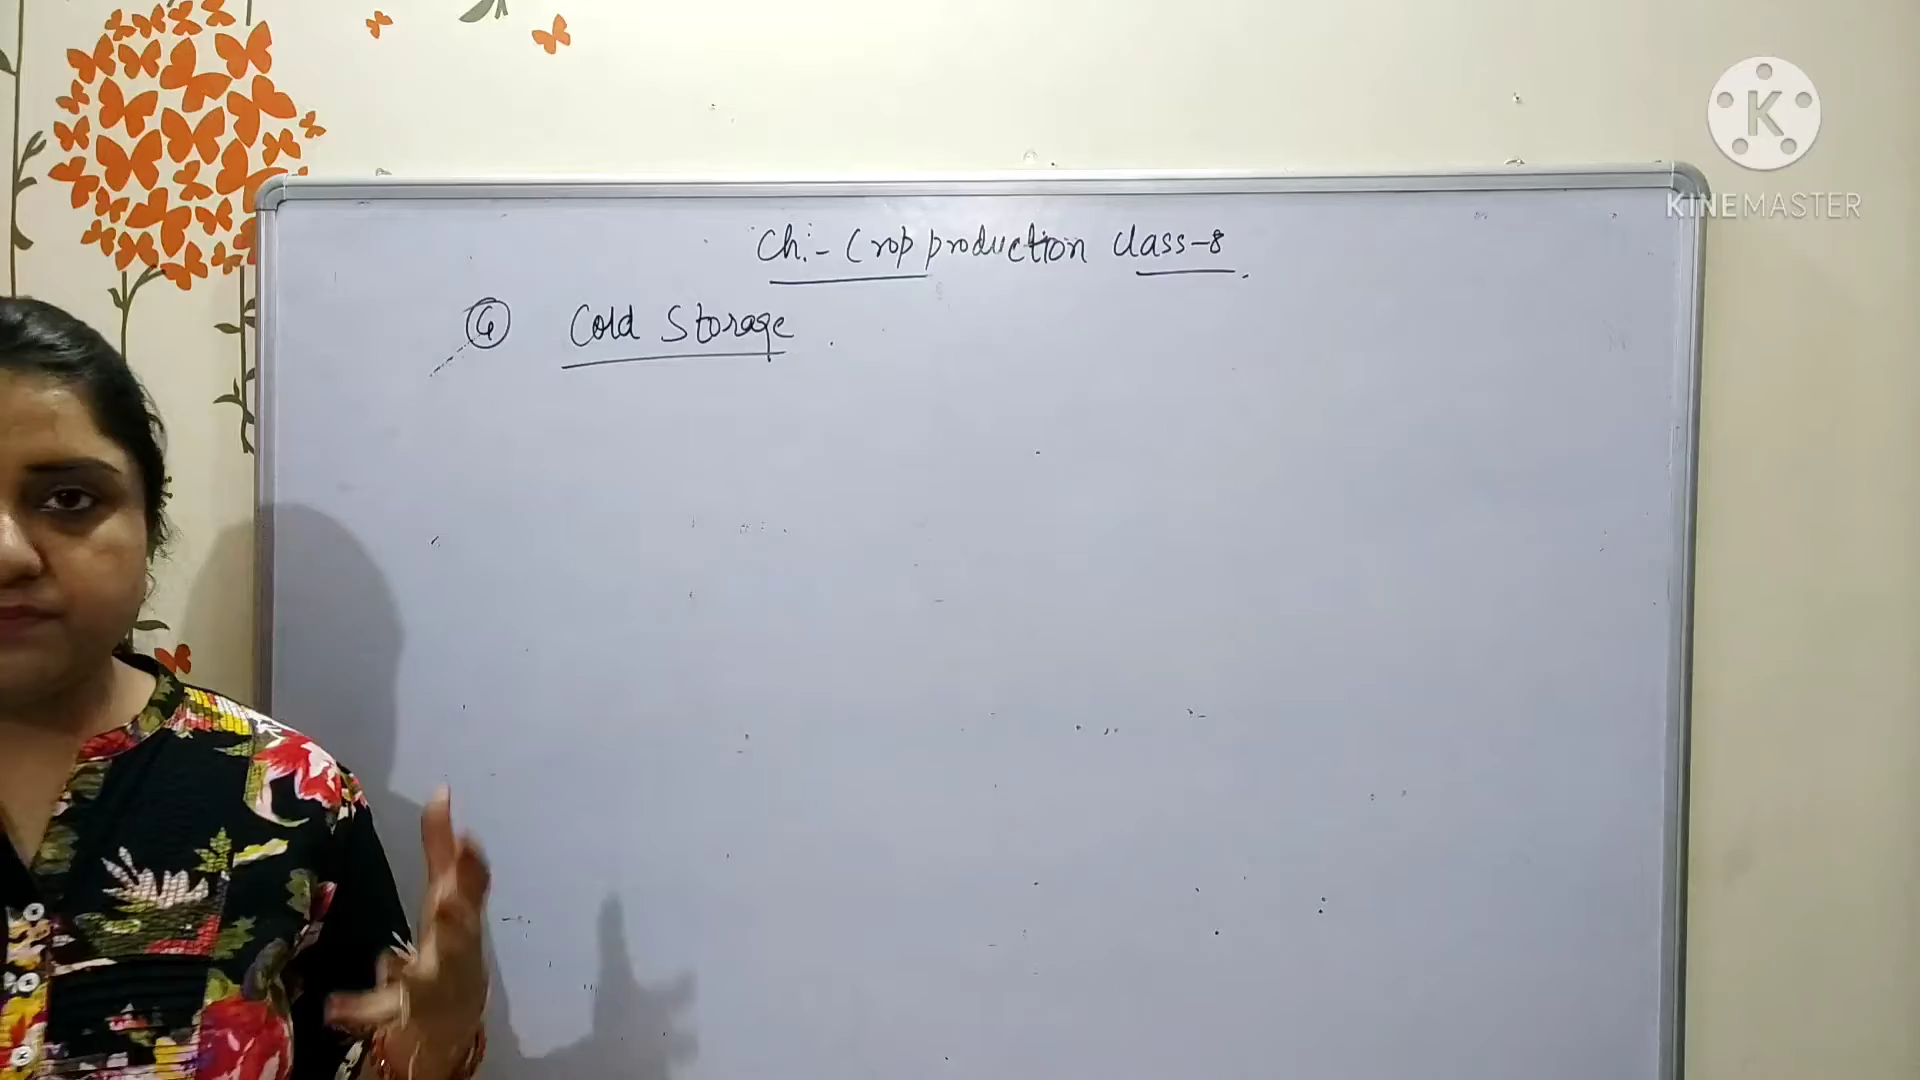 Ch:- Crop production Class-8
④ Cold Storage
K
KINEMASTER